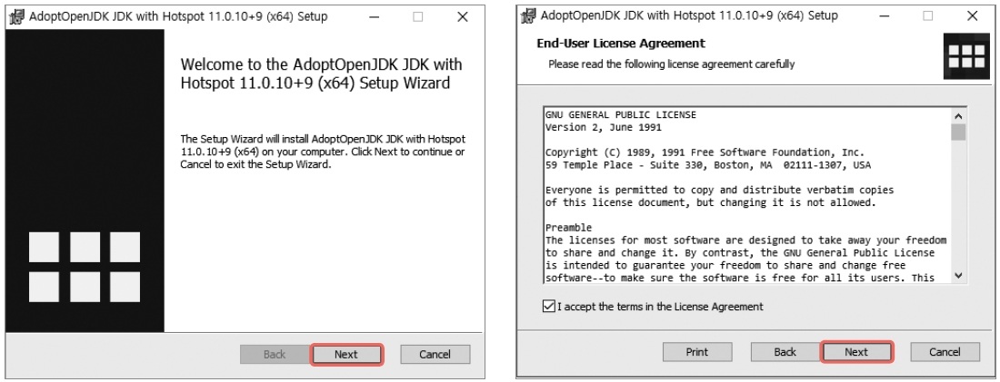 AdoptOpenJDK JDK with Hotspot 11.0.10+9 (x64) Setup
Welcome to the AdoptOpenJDK JDK with
Hotspot 11.0.10+9 (x64) Setup Wizard
The Setup Wizard will install AdoptOpenJDK JDK with Hotspot
11.0.10+9 (x64) on your computer. Click Next to continue or
Cancel to exit the Setup Wizard.
Back Next Cancel
AdoptOpenJDK JDK with Hotspot 11.0.10+9 (x64) Setup
End-User License Agreement
Please read the following license agreement carefully
GNU GENERAL PUBLIC LICENSE
Version 2, June 1991
Copyright (C) 1989, 1991 Free Software Foundation, Inc.
59 Temple Place - Suite 330, Boston, MA  02111-1307, USA
Everyone is permitted to copy and distribute verbatim copies
of this license document, but changing it is not allowed.
Preamble
The licenses for most software are designed to take away your freedom
to share and change it. By contrast, the GNU General Public License
is intended to guarantee your freedom to share and change free
software--to make sure the software is free for all its users. This
I accept the terms in the License Agreement
Print Back Next Cancel